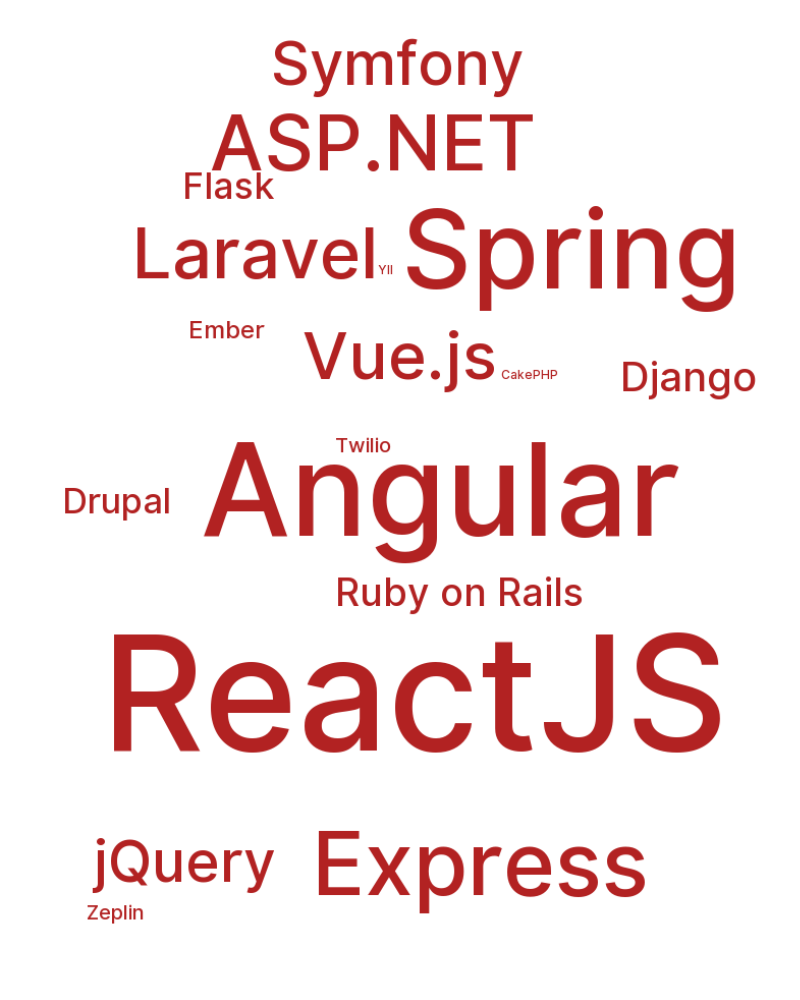 Symfony
ASP.NET
Flask
Laravel
YII
Spring
Ember
Vue.js
CakePHP
Django
Twilio
Angular
Drupal
Ruby on Rails
ReactJS
jQuery
Express
Zeplin